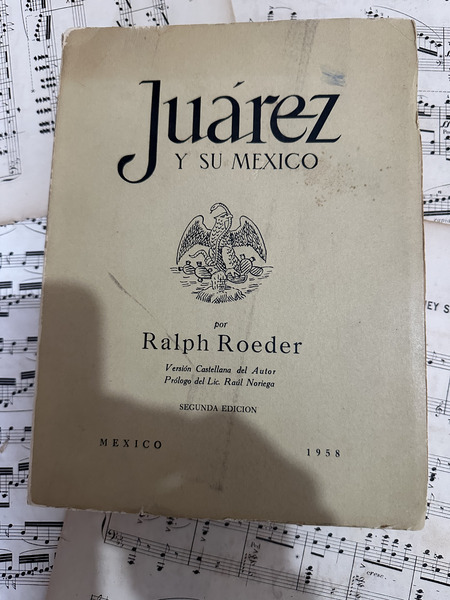 Juárez
Y SU MEXICO
por
Ralph Roeder
Versión Castellana del Autor
Prólogo del Lic. Raúl Noriega
SEGUNDA EDICION
MEXICO 1958